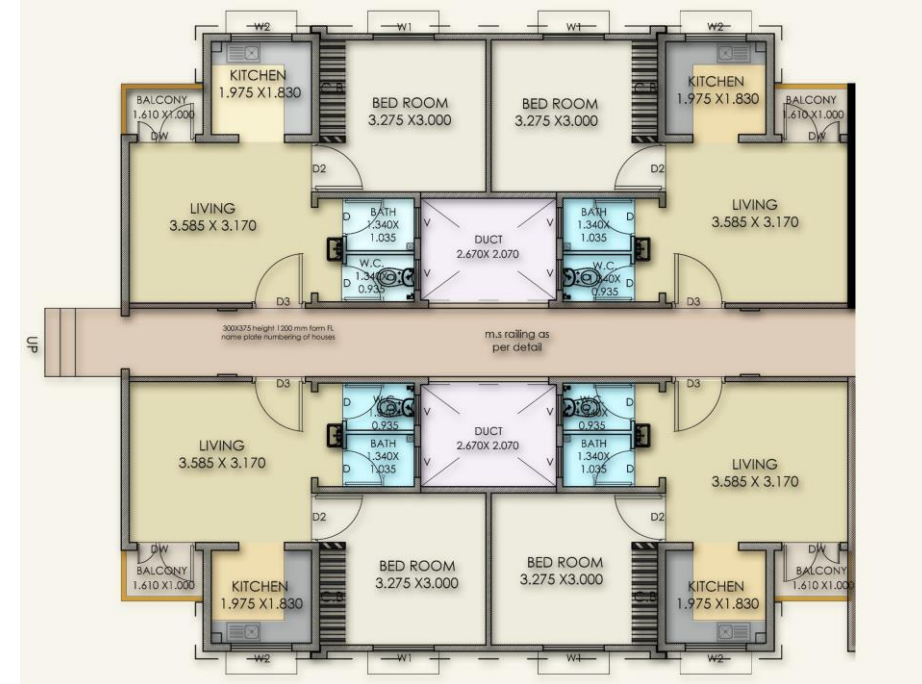 W2
W1
W1
W2
KITCHEN
1.975 X1.830
C.B
BED ROOM
3.275 X3.000
BED ROOM
3.275 X3.000
C.B
KITCHEN
1.975 X1.830
BALCONY
1.610 X1.000
DW
BALCONY
1.610 X1.000
DW
D2
D2
LIVING
3.585 X 3.170
D
BATH
1.340X
1.035
V
DUCT
2.670X 2.070
V
BATH
1.340X
1.035
D
LIVING
3.585 X 3.170
D
W.C.
1.340X
0.935
V
V
W.C.
1.340X
0.935
D
D3
D3
UP
300X375 height 1200 mm form FL
name plate numbering of houses
m.s railing as
per detail
D3
D3
D
W.C.
0.935
V
V
W.C.
0.935
D
LIVING
3.585 X 3.170
D
BATH
1.340X
1.035
V
DUCT
2.670X 2.070
V
BATH
1.340X
1.035
D
LIVING
3.585 X 3.170
D2
D2
DW
BALCONY
1.610 X1.000
DW
BALCONY
1.610 X1.000
KITCHEN
1.975 X1.830
C.B
BED ROOM
3.275 X3.000
BED ROOM
3.275 X3.000
C.B
KITCHEN
1.975 X1.830
W2
W1
W1
W2